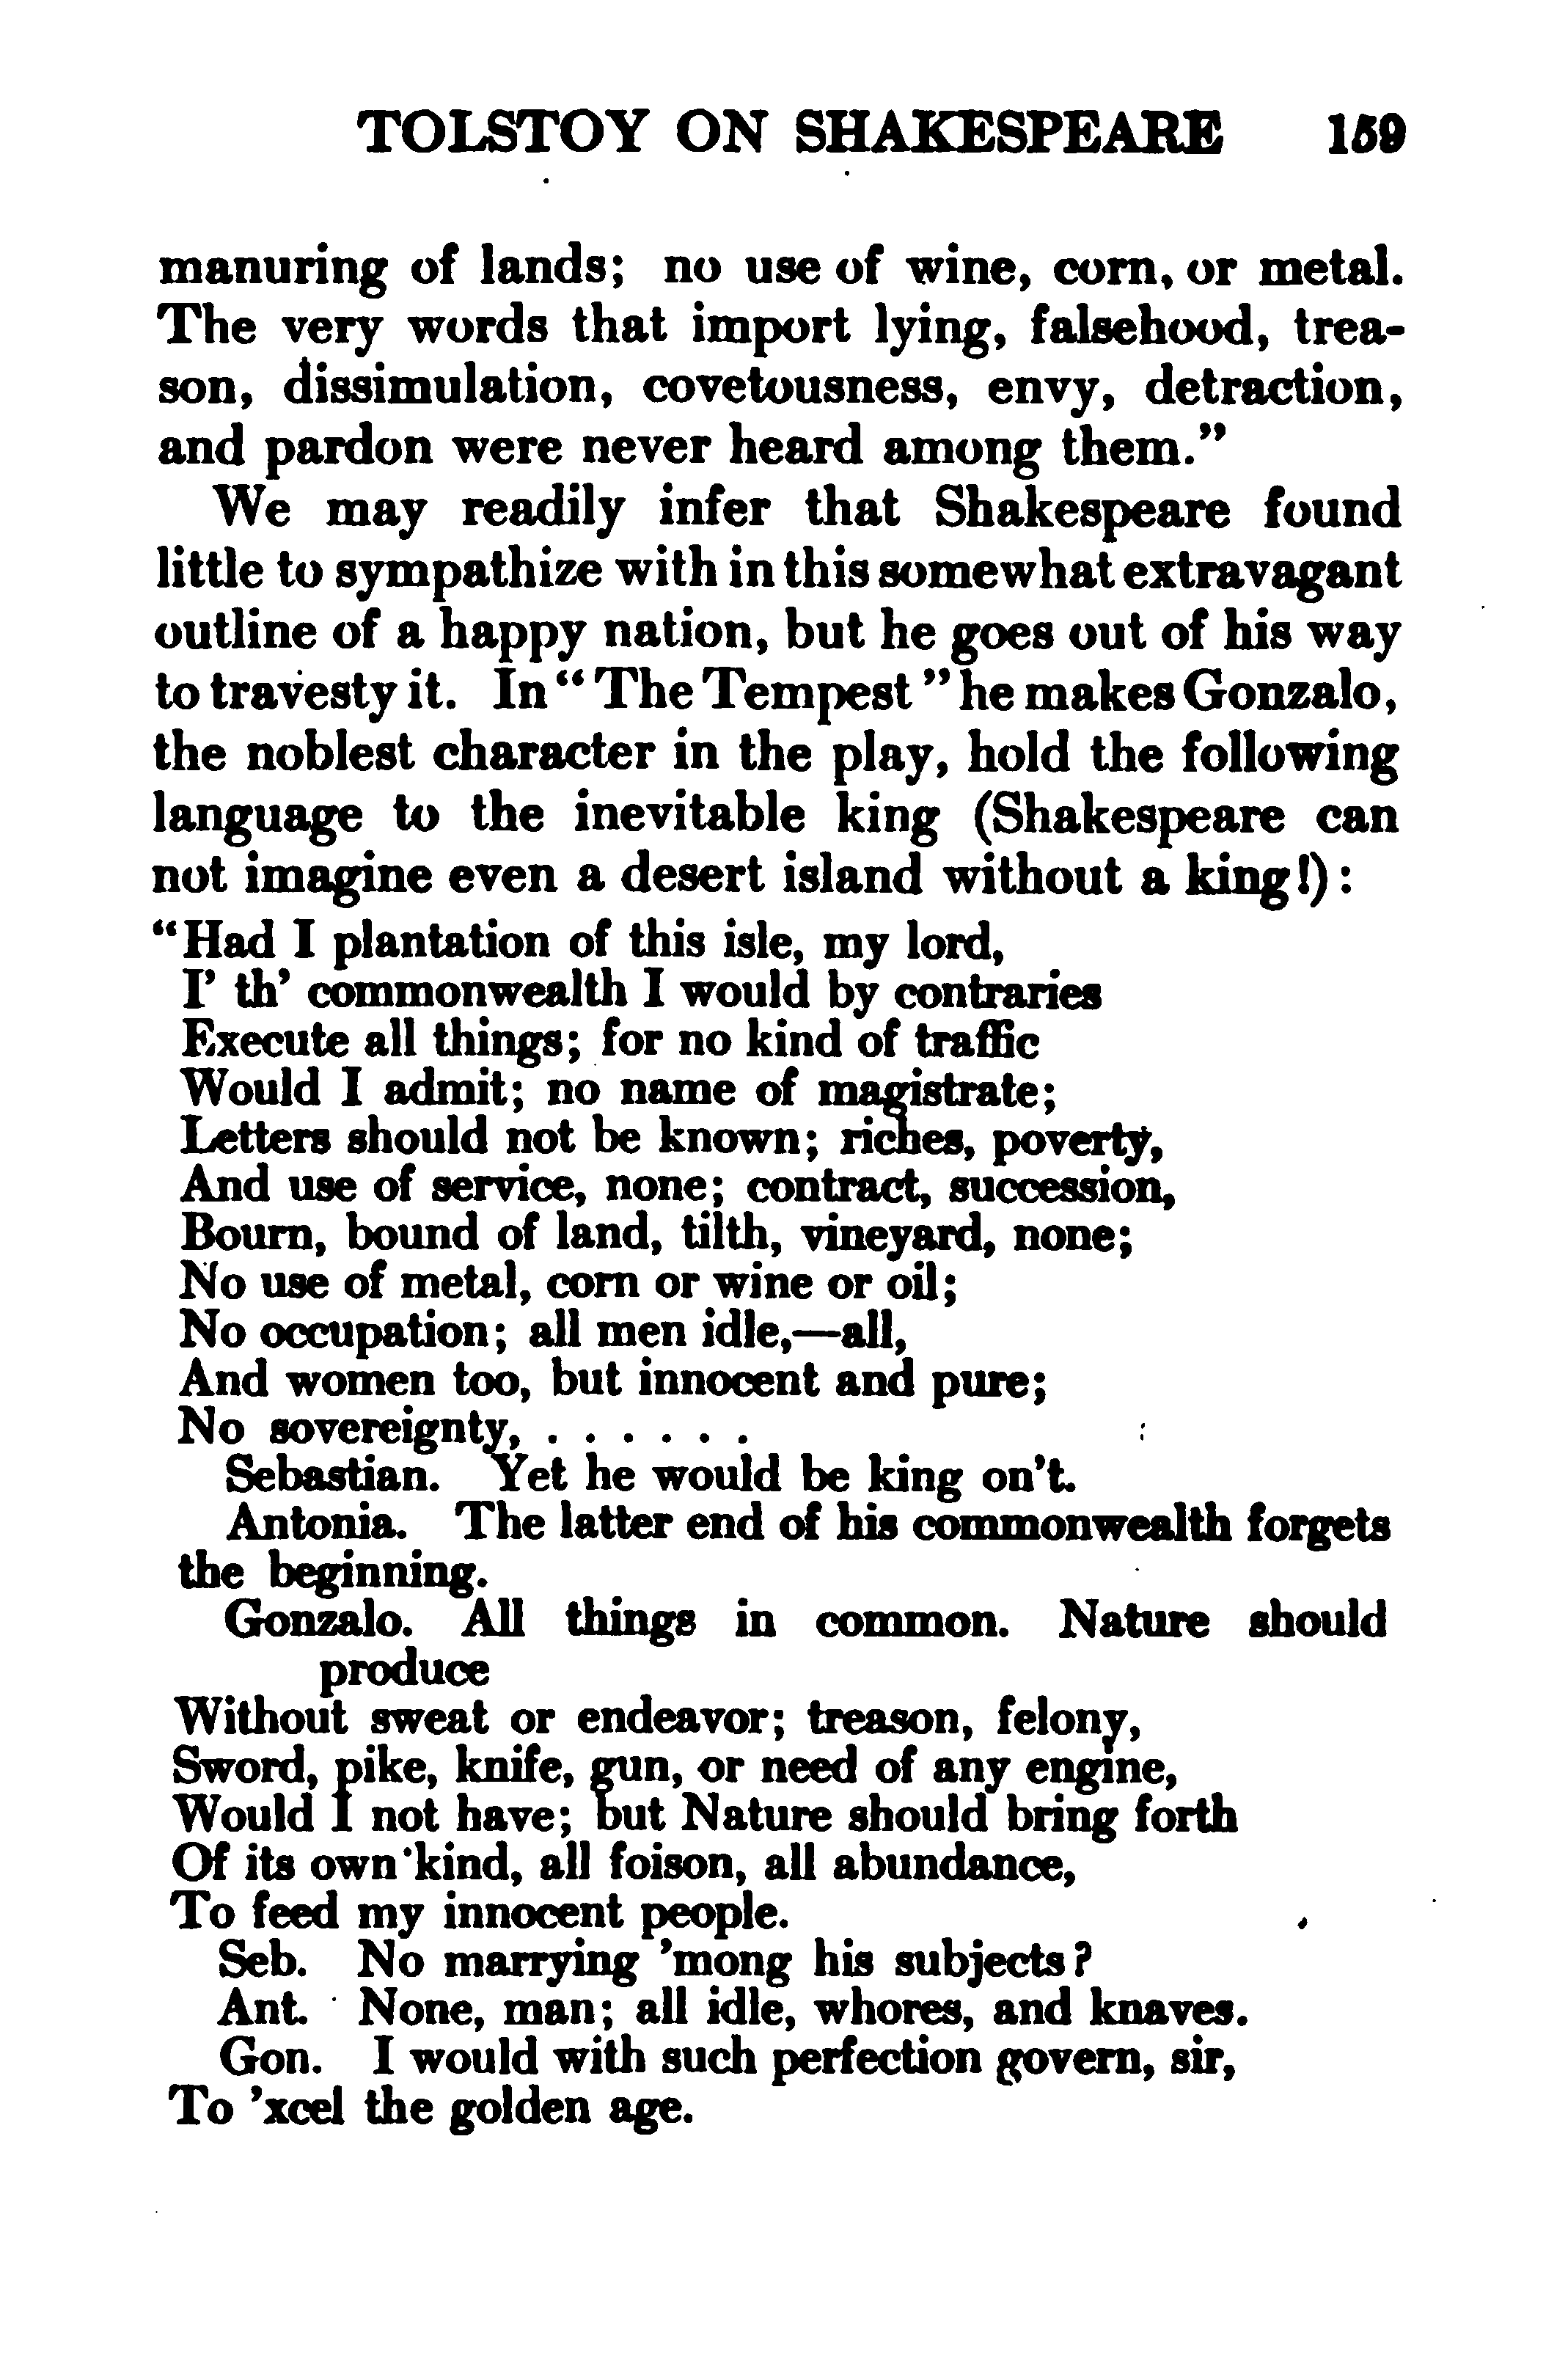 TOLSTOY ON SHAKESPEARE 159
manuring of lands; no use of wine, corn, or metal.
The very words that import lying, falsehood, trea-
son, dissimulation, covetousness, envy, detraction,
and pardon were never heard among them."
We may readily infer that Shakespeare found
little to sympathize with in this somewhat extravagant
outline of a happy nation, but he goes out of his way
to travesty it. In "The Tempest" he makes Gonzalo,
the noblest character in the play, hold the following
language to the inevitable king (Shakespeare can
not imagine even a desert island without a king!):
"Had I plantation of this isle, my lord,
I' th' commonwealth I would by contraries
Execute all things; for no kind of traffic
Would I admit; no name of magistrate;
Letters should not be known; riches, poverty,
And use of service, none; contract, succession,
Bourn, bound of land, tilth, vineyard, none;
No use of metal, corn or wine or oil;
No occupation; all men idle,—all,
And women too, but innocent and pure;
No sovereignty, . . . . . .
Sebastian. Yet he would be king on't.
Antonia. The latter end of his commonwealth forgets
the beginning.
Gonzalo. All things in common. Nature should
produce
Without sweat or endeavor; treason, felony,
Sword, pike, knife, gun, or need of any engine,
Would I not have; but Nature should bring forth
Of its own kind, all foison, all abundance,
To feed my innocent people.
Seb. No marrying 'mong his subjects?
Ant. None, man; all idle, whores, and knaves.
Gon. I would with such perfection govern, sir,
To 'xcel the golden age.